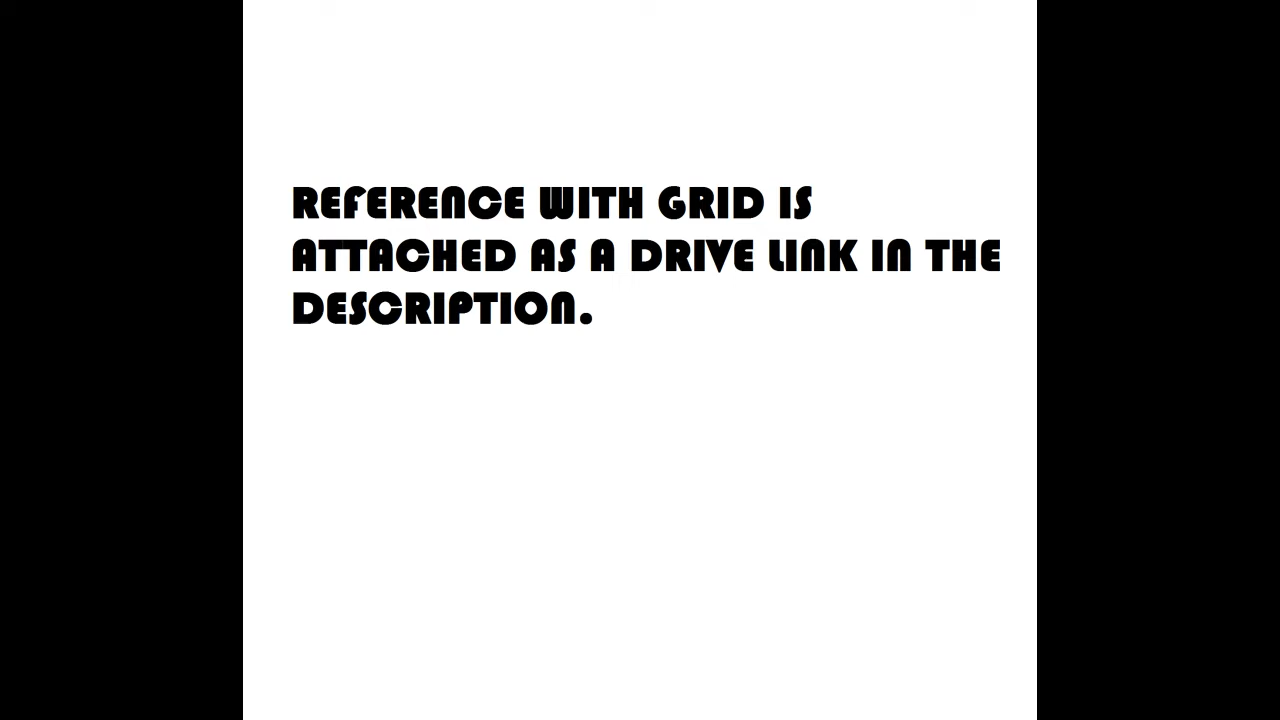 REFERENCE WITH GRID IS
ATTACHED AS A DRIVE LINK IN THE
DESCRIPTION.